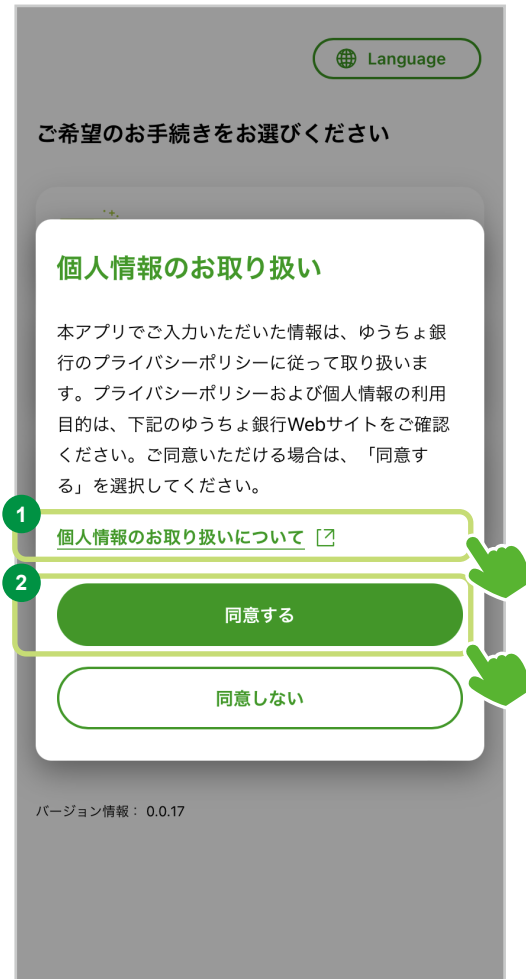 Language
ご希望のお手続きをお選びください
個人情報のお取り扱い
本アプリでご入力いただいた情報は、ゆうちょ銀
行のプライバシーポリシーに従って取り扱いま
す。プライバシーポリシーおよび個人情報の利用
目的は、下記のゆうちょ銀行Webサイトをご確認
ください。ご同意いただける場合は、「同意す
る」を選択してください。
1
個人情報のお取り扱いについて
2
同意する
同意しない
バージョン情報： 0.0.17